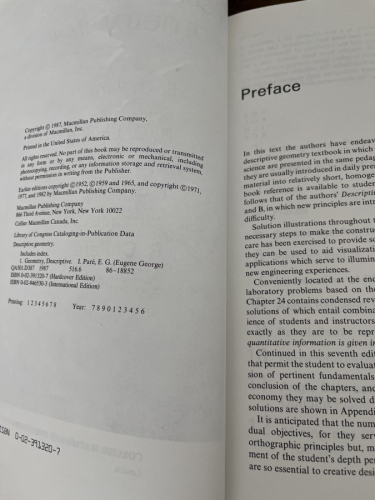 Copyright © 1987, Macmillan Publishing Company,
a division of Macmillan, Inc.
Printed in the United States of America.
All rights reserved. No part of this book may be reproduced or transmitted
in any form or by any means, electronic or mechanical, including
photocopying, recording, or any information storage and retrieval system,
without permission in writing from the Publisher.
Earlier editions copyright © 1952, © 1959 and 1965, and copyright © 1971,
1977, and 1982 by Macmillan Publishing Company.
Macmillan Publishing Company
866 Third Avenue, New York, New York 10022
Collier Macmillan Canada, Inc.
Library of Congress Cataloging-in-Publication Data
Descriptive geometry.
Includes index.
1. Geometry, Descriptive. I. Paré, E. G. (Eugene George)
QA501.D387 1987 516.6 86-18852
ISBN 0-02-391320-7 (Hardcover Edition)
ISBN 0-02-946530-3 (International Edition)
Printing: 1 2 3 4 5 6 7 8 Year: 7 8 9 0 1 2 3 4 5 6
ISBN 0-02-391320-7
Preface
In this text the authors have endeav
descriptive geometry textbook in which
science are presented in the same pedag
they are usually introduced in daily pre
material into relatively short, homoge
book reference is available to studen
follows that of the authors' Descript
and B, in which new principles are intr
difficulty.
Solution illustrations throughout t
necessary steps to make the constru
care has been exercised to provide so
they can be used to aid visualizati
applications which serve to illumin
new engineering experiences.
Conveniently located at the end
laboratory problems based on the
Chapter 24 contains condensed rev
solutions of which entail combina
ience of students and instructors
exactly as they are to be repr
quantitative information is given in
Continued in this seventh edit
that permit the student to evaluat
sion of pertinent fundamentals
conclusion of the chapters, and
economy they may be solved d
solutions are shown in Appendi
It is anticipated that the num
dual objectives, for they serv
orthographic principles but, m
ment of the student's depth per
are so essential to creative desig